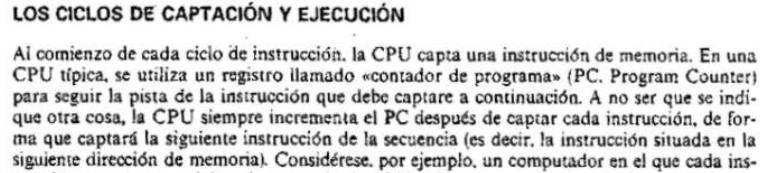 LOS CICLOS DE CAPTACIÓN Y EJECUCIÓN
Al comienzo de cada ciclo de instrucción, la CPU capta una instrucción de memoria. En una
CPU típica, se utiliza un registro llamado «contador de programa» (PC. Program Counter)
para seguir la pista de la instrucción que debe captare a continuación. A no ser que se indi-
que otra cosa, la CPU siempre incrementa el PC después de captar cada instrucción, de for-
ma que captará la siguiente instrucción de la secuencia (es decir, la instrucción situada en la
siguiente dirección de memoria). Considérese, por ejemplo, un computador en el que cada ins-